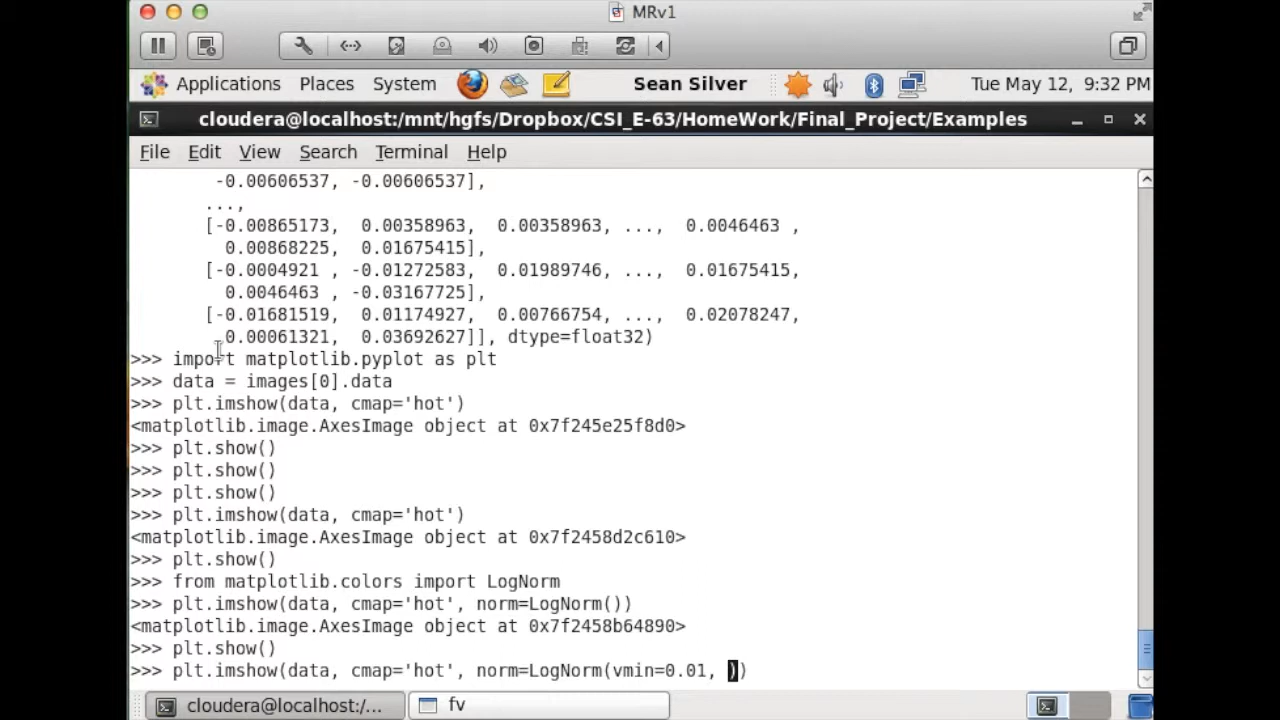 MRv1
Applications Places System Sean Silver Tue May 12, 9:32 PM
cloudera@localhost:/mnt/hgfs/Dropbox/CSI_E-63/HomeWork/Final_Project/Examples
File Edit View Search Terminal Help
-0.00606537, -0.00606537],
...,
[-0.00865173, 0.00358963, 0.00358963, ..., 0.0046463 ,
0.00868225, 0.01675415],
[-0.0004921 , -0.01272583, 0.01989746, ..., 0.01675415,
0.0046463 , -0.03167725],
[-0.01681519, 0.01174927, 0.00766754, ..., 0.02078247,
0.00061321, 0.03692627]], dtype=float32)
>>> import matplotlib.pyplot as plt
>>> data = images[0].data
>>> plt.imshow(data, cmap='hot')
<matplotlib.image.AxesImage object at 0x7f245e25f8d0>
>>> plt.show()
>>> plt.show()
>>> plt.show()
>>> plt.imshow(data, cmap='hot')
<matplotlib.image.AxesImage object at 0x7f2458d2c610>
>>> plt.show()
>>> from matplotlib.colors import LogNorm
>>> plt.imshow(data, cmap='hot', norm=LogNorm())
<matplotlib.image.AxesImage object at 0x7f2458b64890>
>>> plt.show()
>>> plt.imshow(data, cmap='hot', norm=LogNorm(vmin=0.01, ))
cloudera@localhost:/... fv